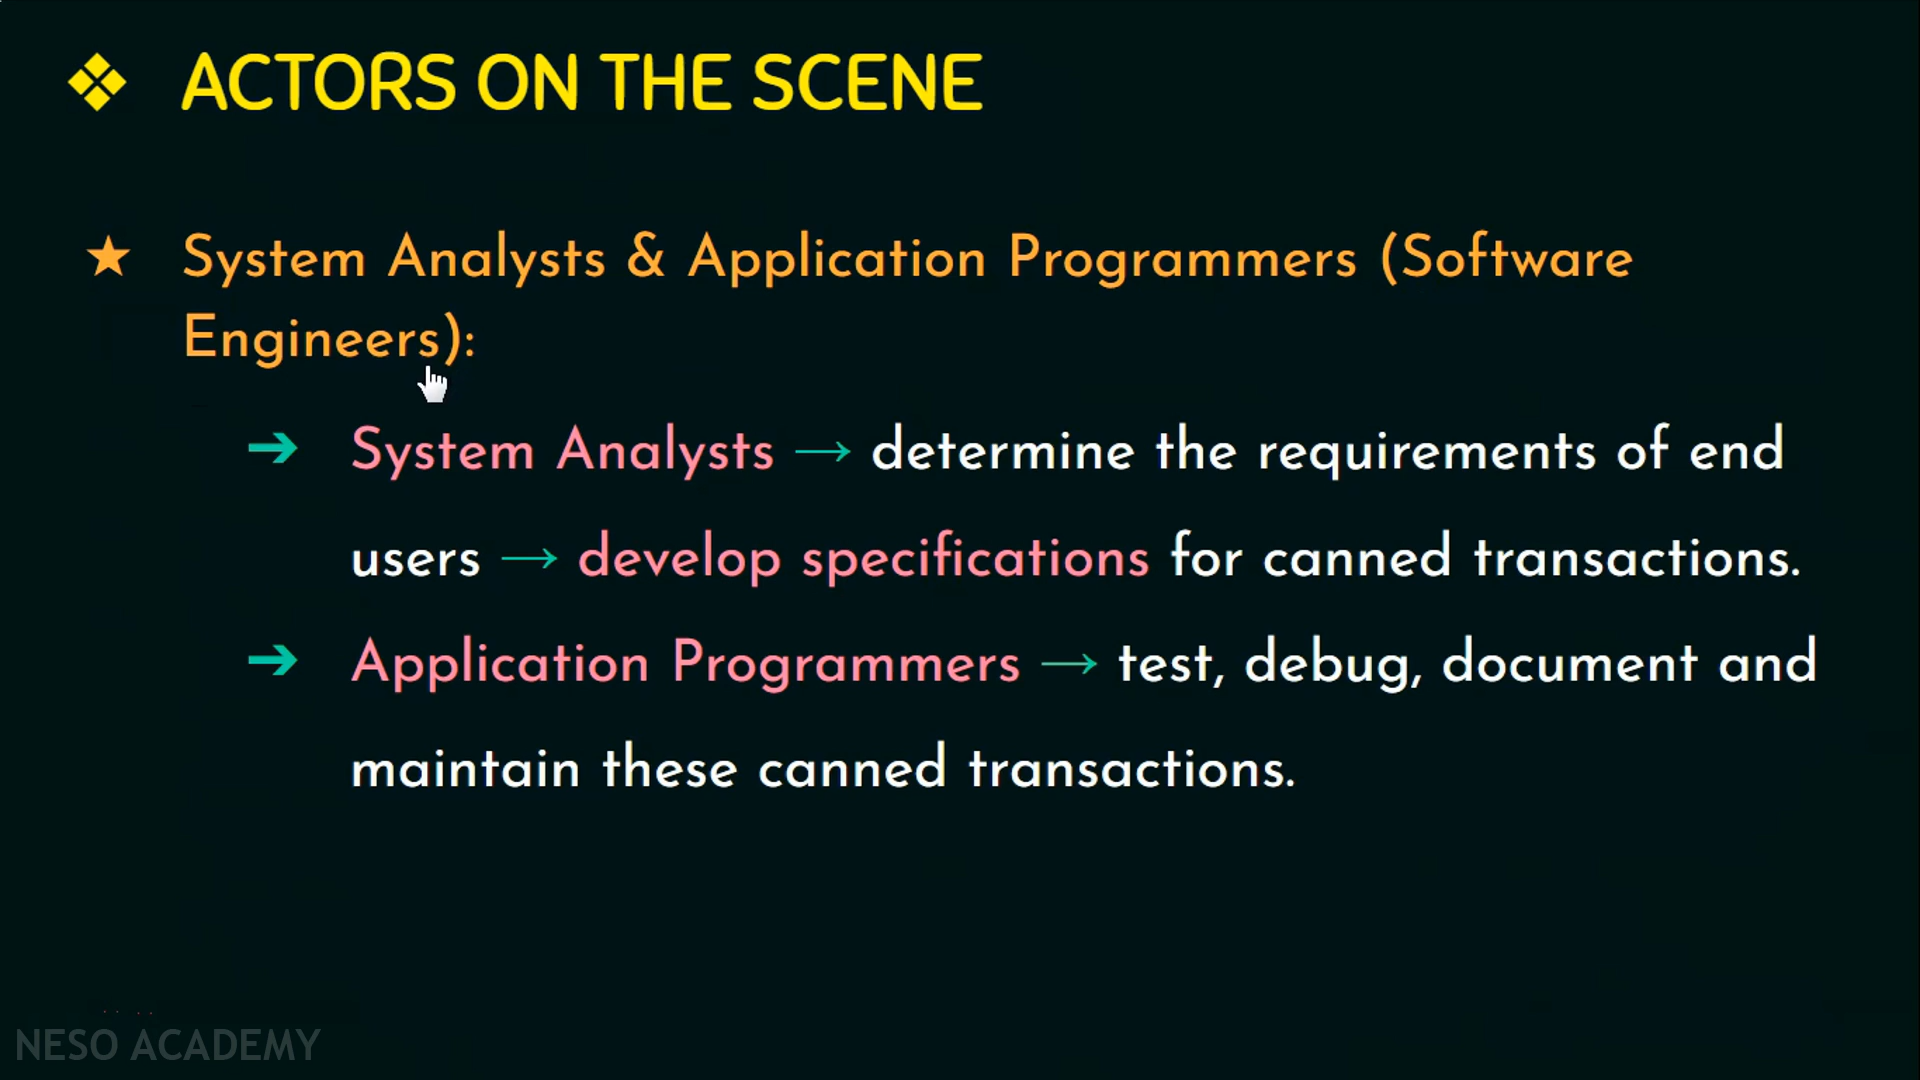 ❖ ACTORS ON THE SCENE
★ System Analysts & Application Programmers (Software
Engineers):
➔ System Analysts → determine the requirements of end
users → develop specifications for canned transactions.
➔ Application Programmers → test, debug, document and
maintain these canned transactions.
NESO ACADEMY